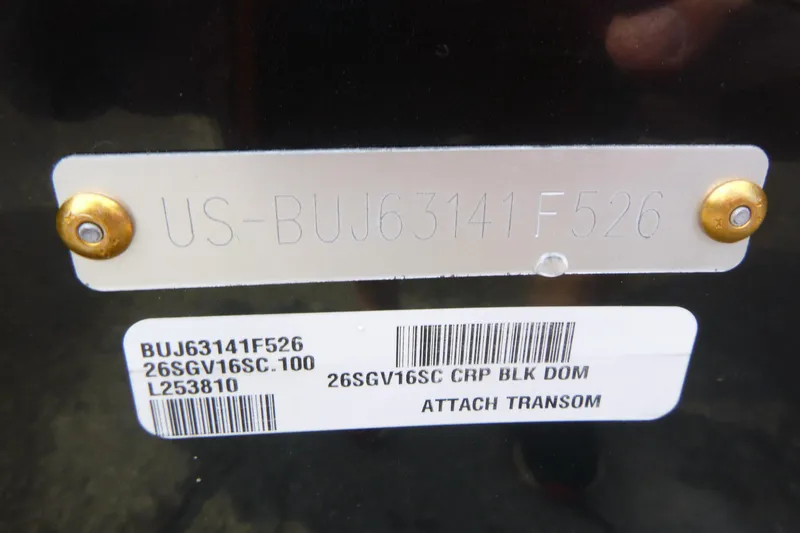 US-BUJ63141F526
BUJ63141F526
26SGV16SC.100
L253810
26SGV16SC CRP BLK DOM
ATTACH TRANSOM